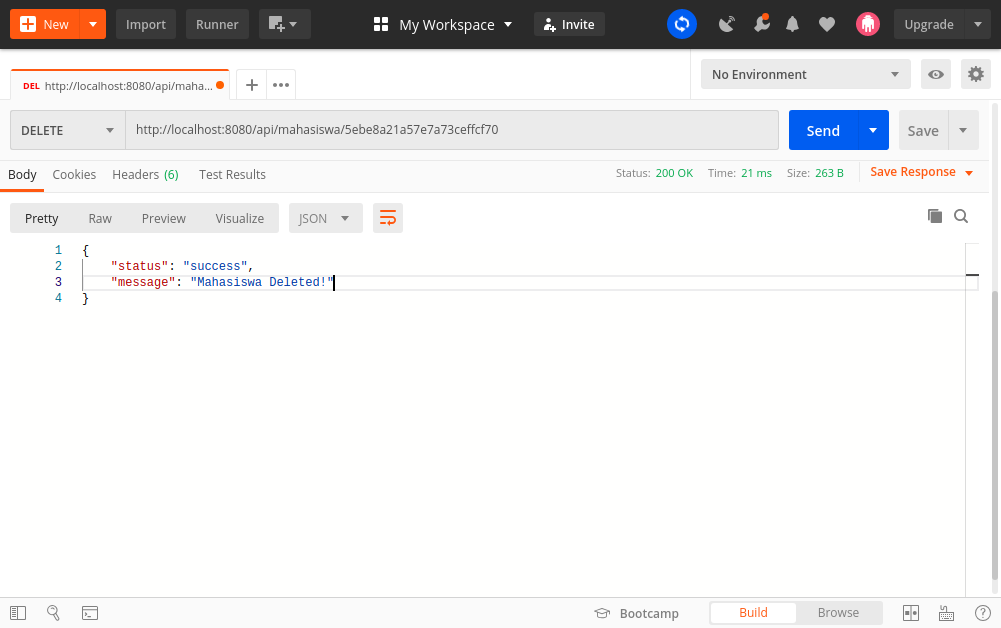 New Import Runner My Workspace Invite Upgrade
DEL http://localhost:8080/api/maha... No Environment
DELETE http://localhost:8080/api/mahasiswa/5ebe8a21a57e7a73ceffcf70 Send Save
Body Cookies Headers (6) Test Results Status: 200 OK Time: 21 ms Size: 263 B Save Response
Pretty Raw Preview Visualize JSON
1 {
2 "status": "success",
3 "message": "Mahasiswa Deleted!"
4 }
Bootcamp Build Browse